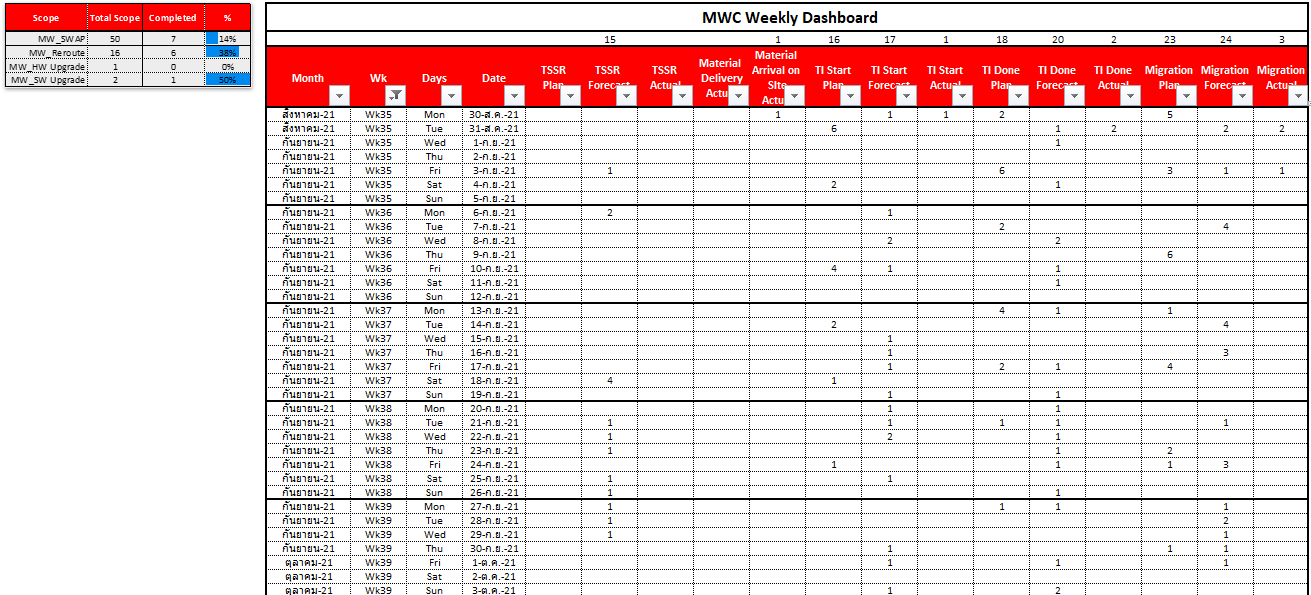 Scope Total Scope Completed %
MW_SWAP 50 7 14%
MW_Reroute 16 6 38%
MW_HW Upgrade 1 0 0%
MW_SW Upgrade 2 1 50%
MWC Weekly Dashboard
15 1 16 17 1 18 20 2 23 24 3
Month Wk Days Date TSSR Plan TSSR Forecast TSSR Actual Material Delivery Actu Material Arrival on Site Actu TI Start Plan TI Start Forecast TI Start Actual TI Done Plan TI Done Forecast TI Done Actual Migration Plan Migration Forecast Migration Actual
สิงหาคม-21 Wk35 Mon 30-ส.ค.-21 1 1 1 2 5
สิงหาคม-21 Wk35 Tue 31-ส.ค.-21 6 1 2 2 2
กันยายน-21 Wk35 Wed 1-ก.ย.-21 1
กันยายน-21 Wk35 Thu 2-ก.ย.-21
กันยายน-21 Wk35 Fri 3-ก.ย.-21 1 6 3 1 1
กันยายน-21 Wk35 Sat 4-ก.ย.-21 2 1
กันยายน-21 Wk35 Sun 5-ก.ย.-21
กันยายน-21 Wk36 Mon 6-ก.ย.-21 2 1
กันยายน-21 Wk36 Tue 7-ก.ย.-21 2 4
กันยายน-21 Wk36 Wed 8-ก.ย.-21 2 2
กันยายน-21 Wk36 Thu 9-ก.ย.-21 6
กันยายน-21 Wk36 Fri 10-ก.ย.-21 4 1 1
กันยายน-21 Wk36 Sat 11-ก.ย.-21 1
กันยายน-21 Wk36 Sun 12-ก.ย.-21
กันยายน-21 Wk37 Mon 13-ก.ย.-21 4 1 1
กันยายน-21 Wk37 Tue 14-ก.ย.-21 2 4
กันยายน-21 Wk37 Wed 15-ก.ย.-21 1
กันยายน-21 Wk37 Thu 16-ก.ย.-21 1 3
กันยายน-21 Wk37 Fri 17-ก.ย.-21 1 2 1 4
กันยายน-21 Wk37 Sat 18-ก.ย.-21 4 1
กันยายน-21 Wk37 Sun 19-ก.ย.-21 1 1
กันยายน-21 Wk38 Mon 20-ก.ย.-21 1 1
กันยายน-21 Wk38 Tue 21-ก.ย.-21 1 1 1 1 1
กันยายน-21 Wk38 Wed 22-ก.ย.-21 1 2 1
กันยายน-21 Wk38 Thu 23-ก.ย.-21 1 1 2
กันยายน-21 Wk38 Fri 24-ก.ย.-21 1 1 1 3
กันยายน-21 Wk38 Sat 25-ก.ย.-21 1 1
กันยายน-21 Wk38 Sun 26-ก.ย.-21 1 1
กันยายน-21 Wk39 Mon 27-ก.ย.-21 1 1 1 1
กันยายน-21 Wk39 Tue 28-ก.ย.-21 1 2
กันยายน-21 Wk39 Wed 29-ก.ย.-21 1 1
กันยายน-21 Wk39 Thu 30-ก.ย.-21 1 1 1
ตุลาคม-21 Wk39 Fri 1-ต.ค.-21 1 1 1
ตุลาคม-21 Wk39 Sat 2-ต.ค.-21
ตุลาคม-21 Wk39 Sun 3-ต.ค.-21 1 2